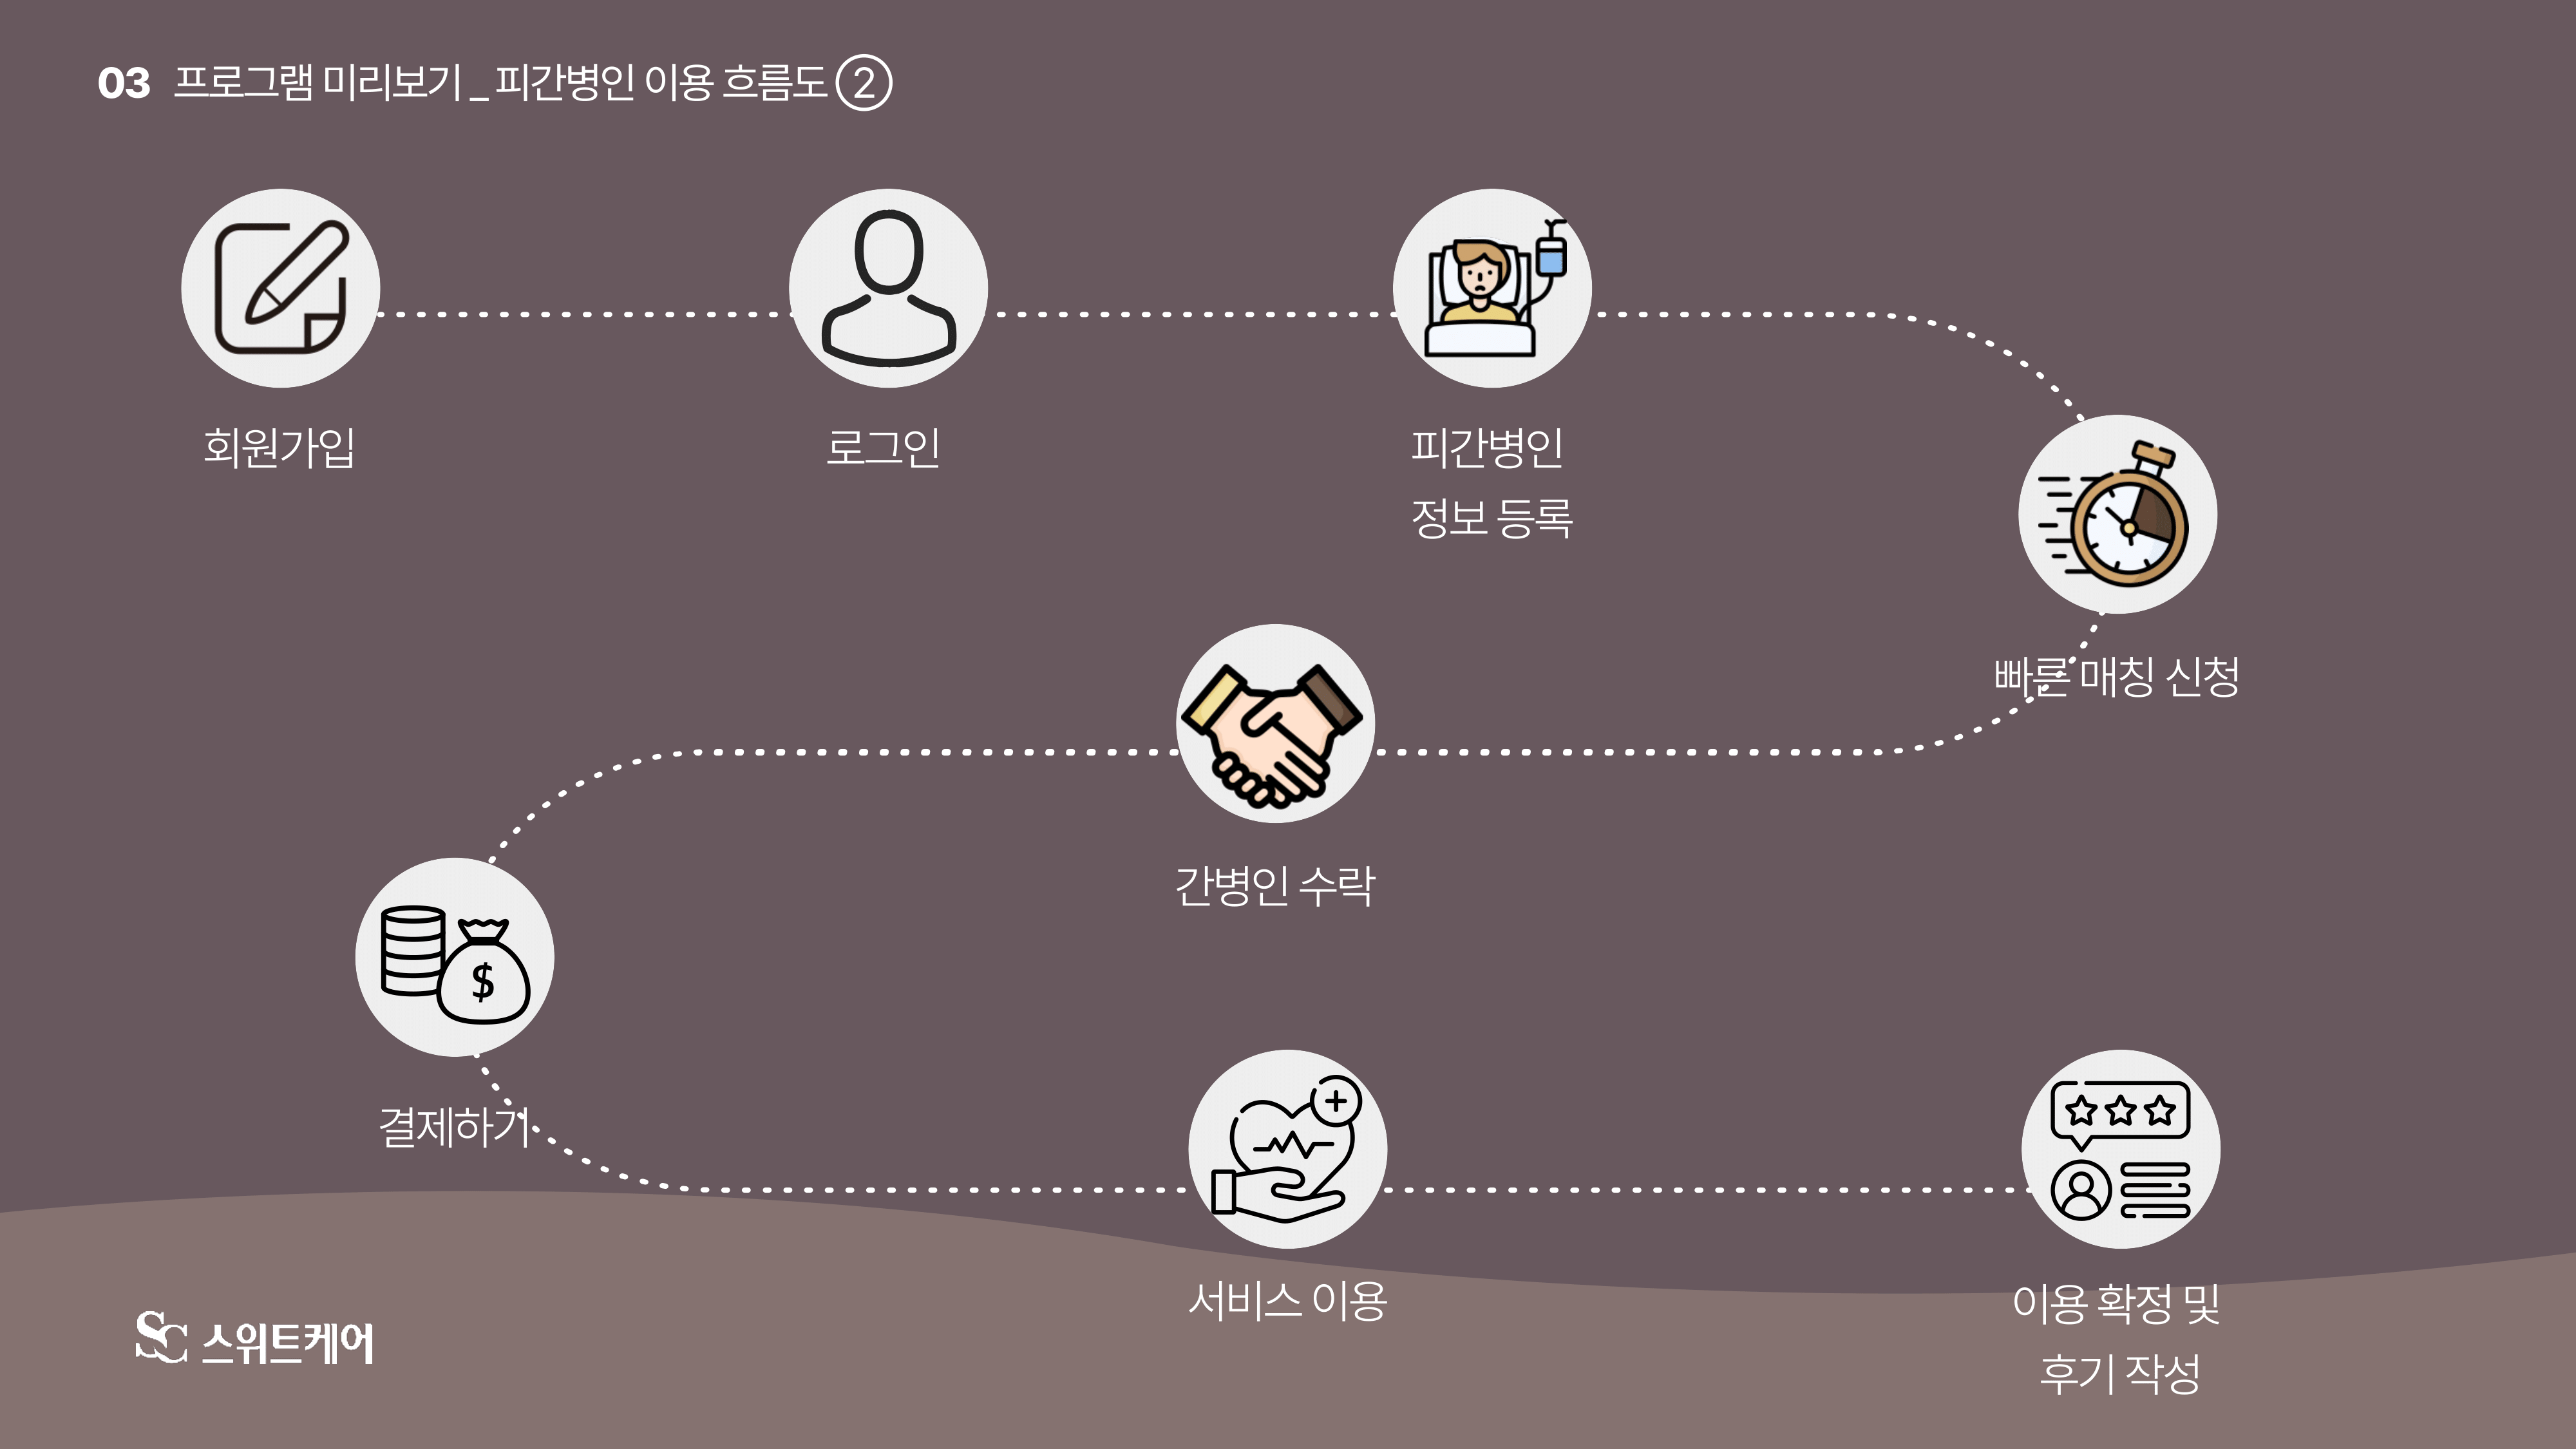 03 프로그램 미리보기 _ 피간병인 이용 흐름도 ②
회원가입
로그인
피간병인
정보 등록
빠른 매칭 신청
간병인 수락
$
결제하기
서비스 이용
이용 확정 및
후기 작성
SC 스위트케어